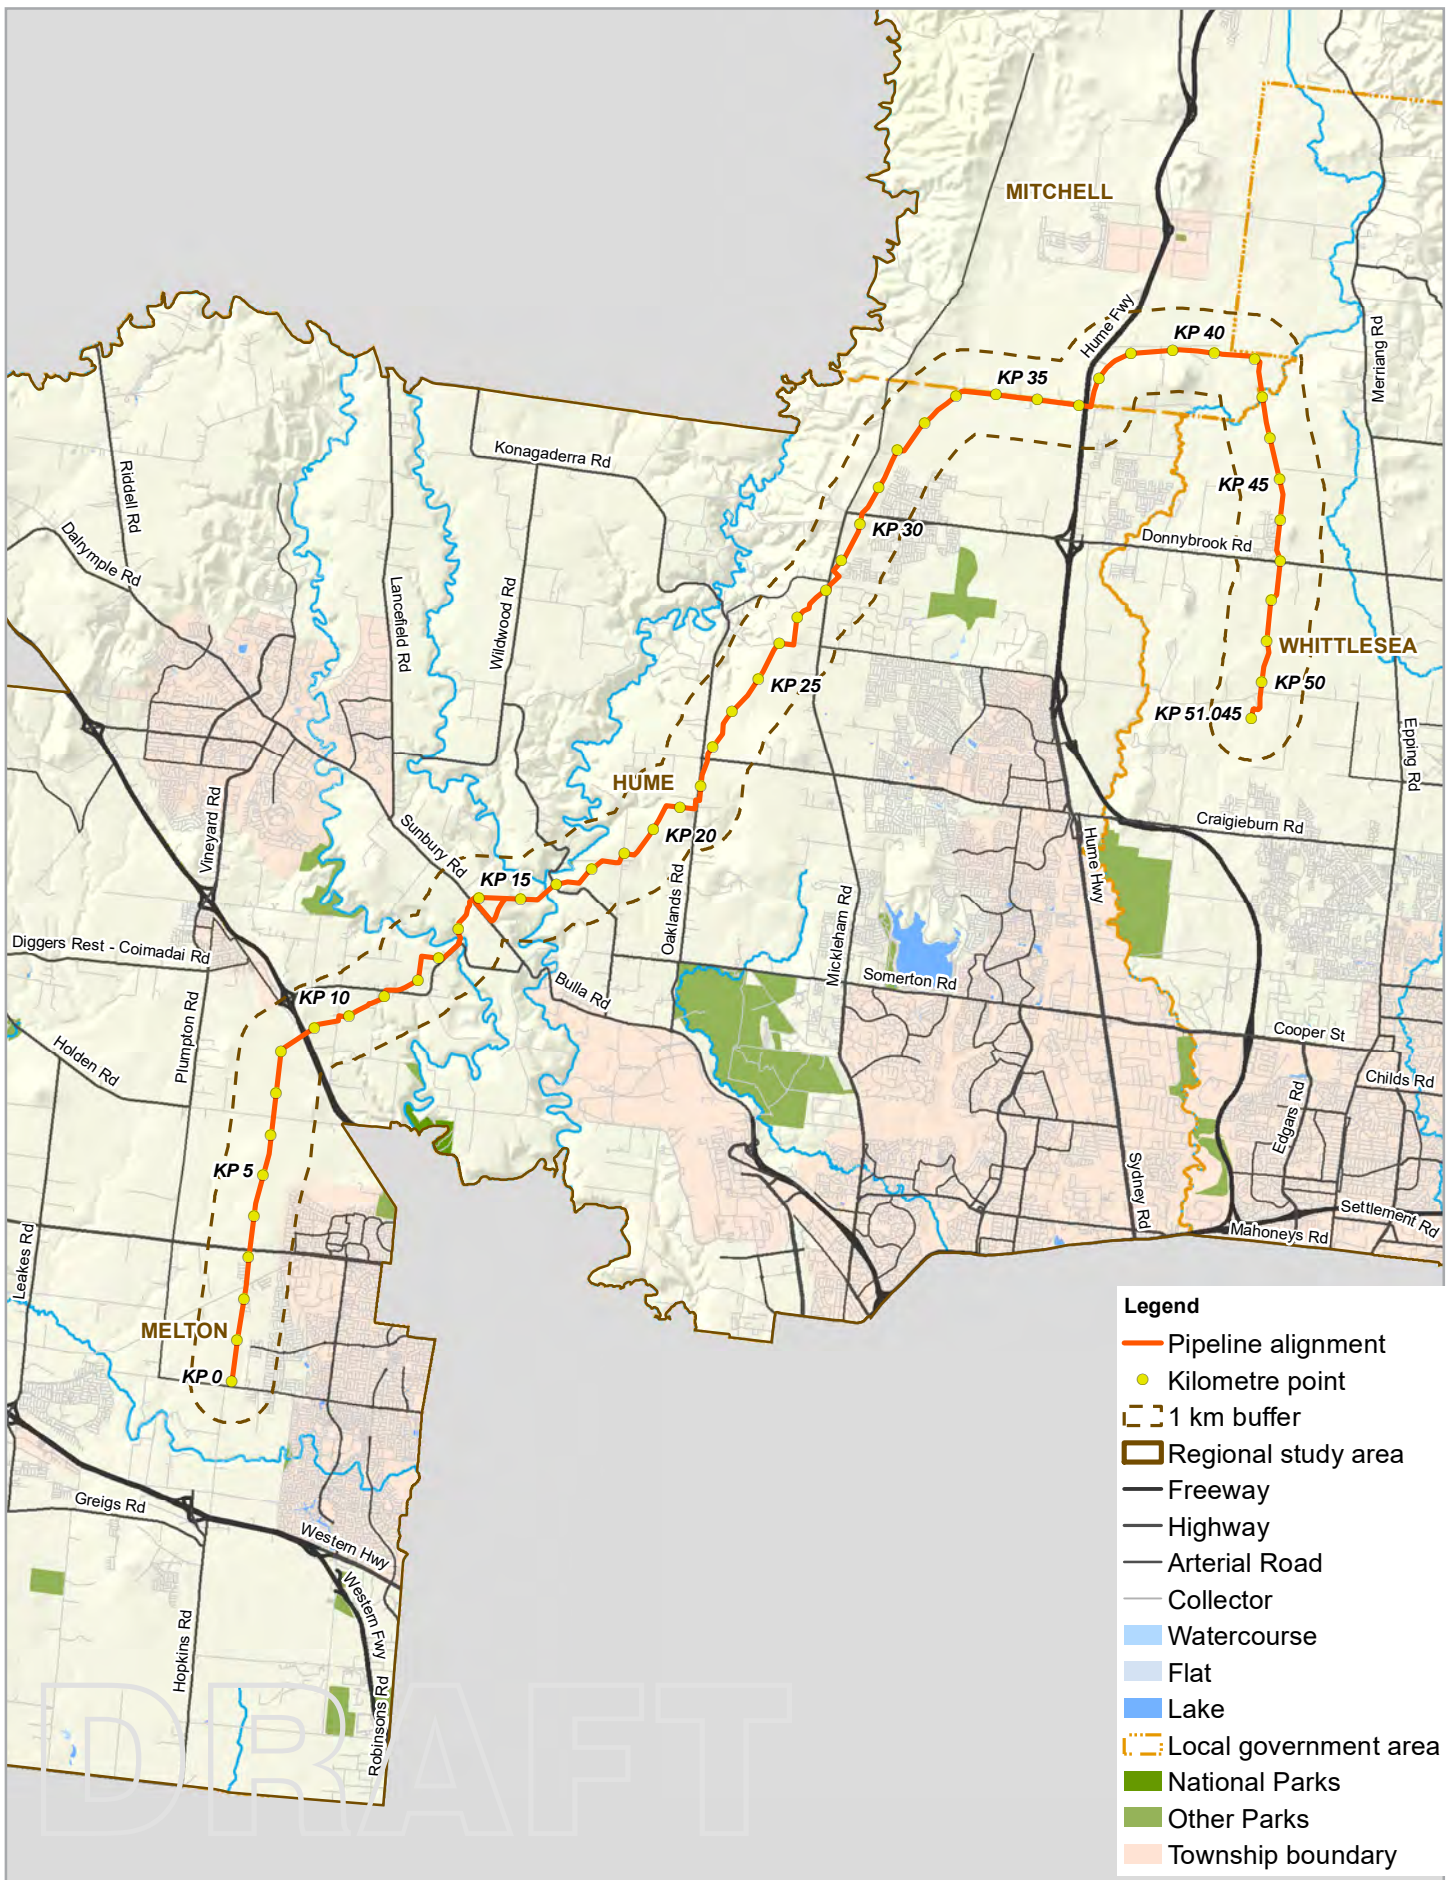 MITCHELL
Hume Fwy
KP 40
Merriang Rd
KP 35
Konagaderra Rd
Riddell Rd
KP 45
Dalrymple Rd
KP 30
Donnybrook Rd
Lancefield Rd
Wildwood Rd
WHITTLESEA
KP 25
KP 50
KP 51.045
Epping Rd
HUME
Vineyard Rd
Sunbury Rd
KP 20
Craigieburn Rd
Hume Hwy
KP 15
Oaklands Rd
Mickleham Rd
Diggers Rest - Coimadai Rd
Somerton Rd
Bulla Rd
KP 10
Plumpton Rd
Cooper St
Holden Rd
Childs Rd
Edgars Rd
KP 5
Sydney Rd
Settlement Rd
Mahoneys Rd
Leakes Rd
MELTON
KP 0
Greigs Rd
Western Hwy
Western Fwy
Hopkins Rd
Robinsons Rd
DRAFT
Legend
Pipeline alignment
Kilometre point
1 km buffer
Regional study area
Freeway
Highway
Arterial Road
Collector
Watercourse
Flat
Lake
Local government area
National Parks
Other Parks
Township boundary